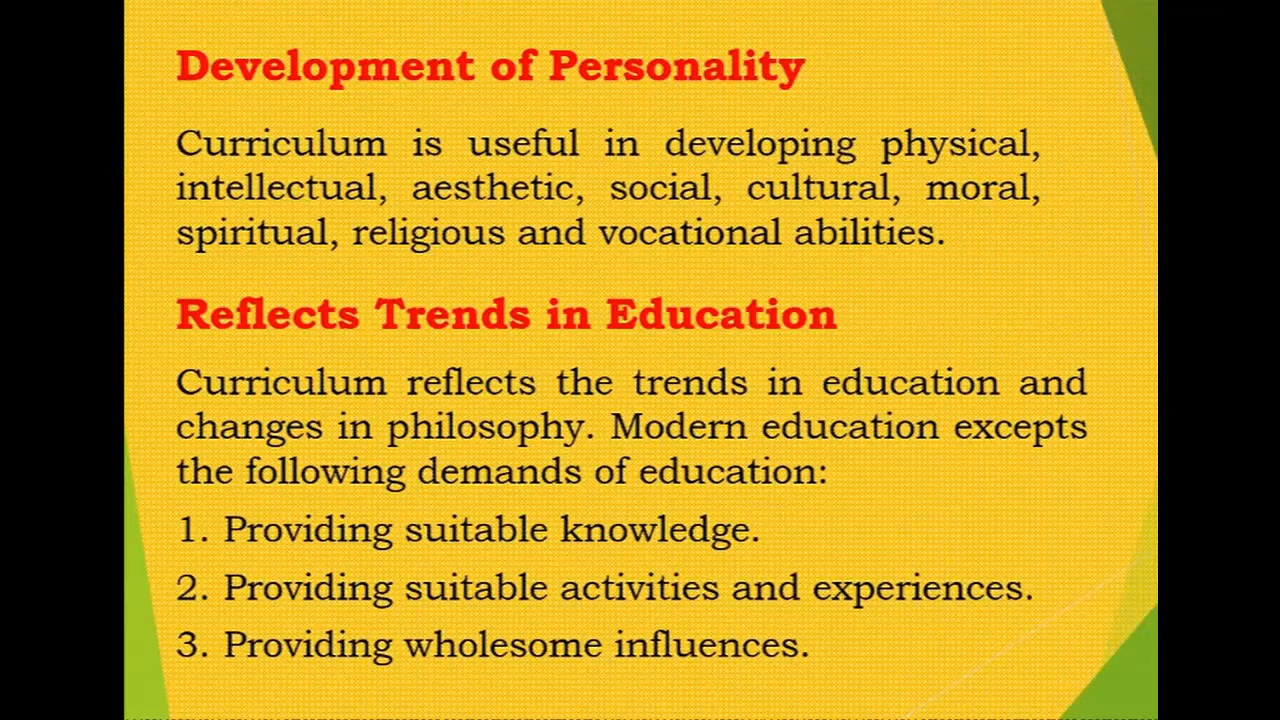 Development of Personality
Curriculum is useful in developing physical,
intellectual, aesthetic, social, cultural, moral,
spiritual, religious and vocational abilities.
Reflects Trends in Education
Curriculum reflects the trends in education and
changes in philosophy. Modern education excepts
the following demands of education:
1. Providing suitable knowledge.
2. Providing suitable activities and experiences.
3. Providing wholesome influences.